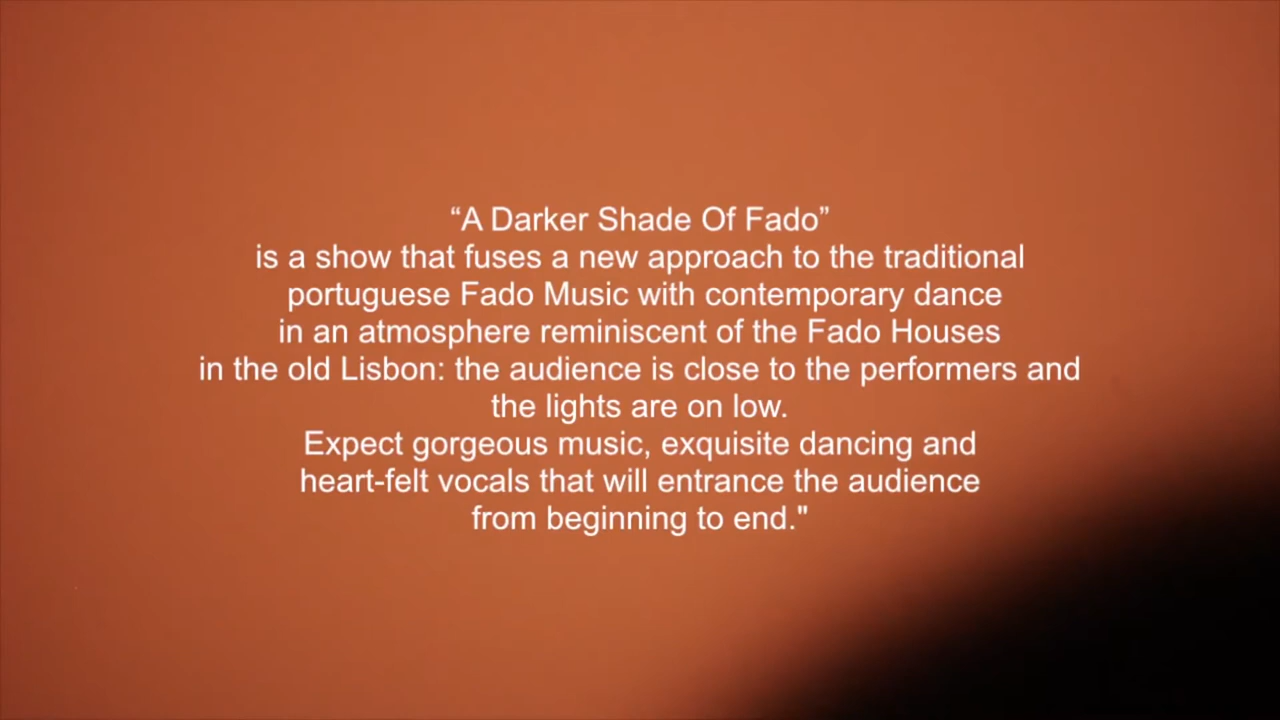 “A Darker Shade Of Fado”
is a show that fuses a new approach to the traditional
portuguese Fado Music with contemporary dance
in an atmosphere reminiscent of the Fado Houses
in the old Lisbon: the audience is close to the performers and
the lights are on low.
Expect gorgeous music, exquisite dancing and
heart-felt vocals that will entrance the audience
from beginning to end."